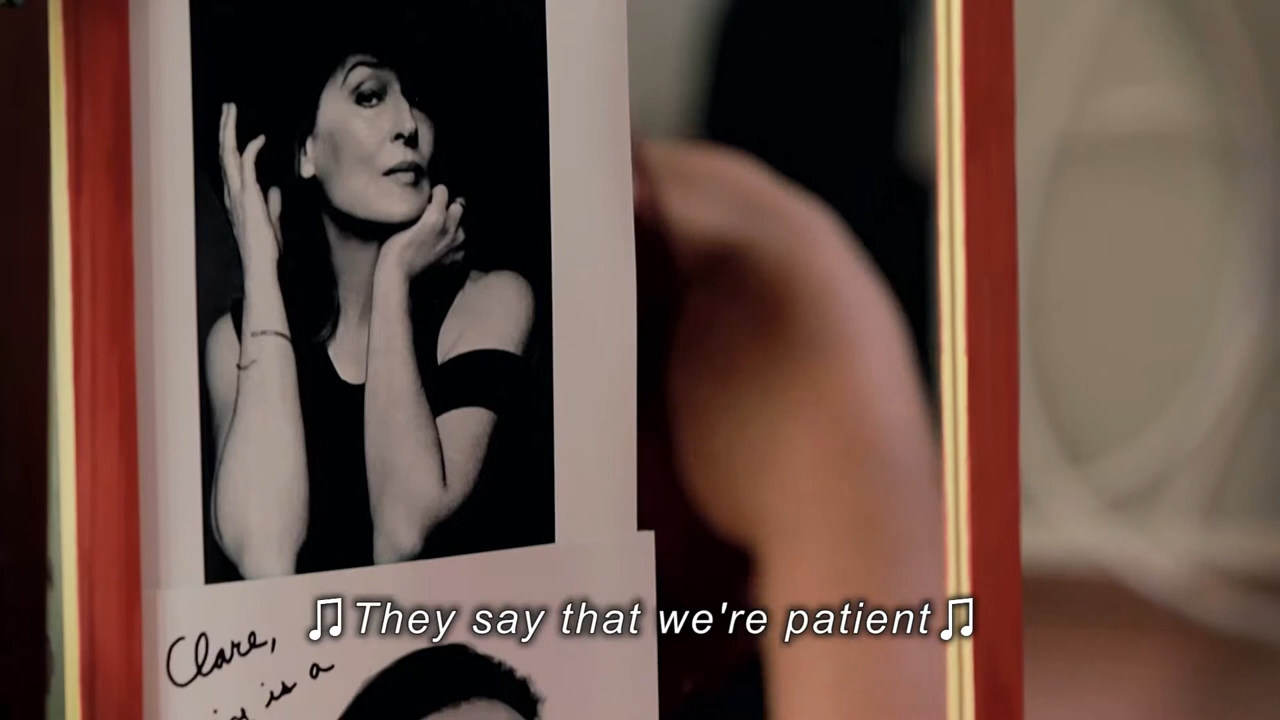 ♫They say that we're patient♫
Clare,
is a